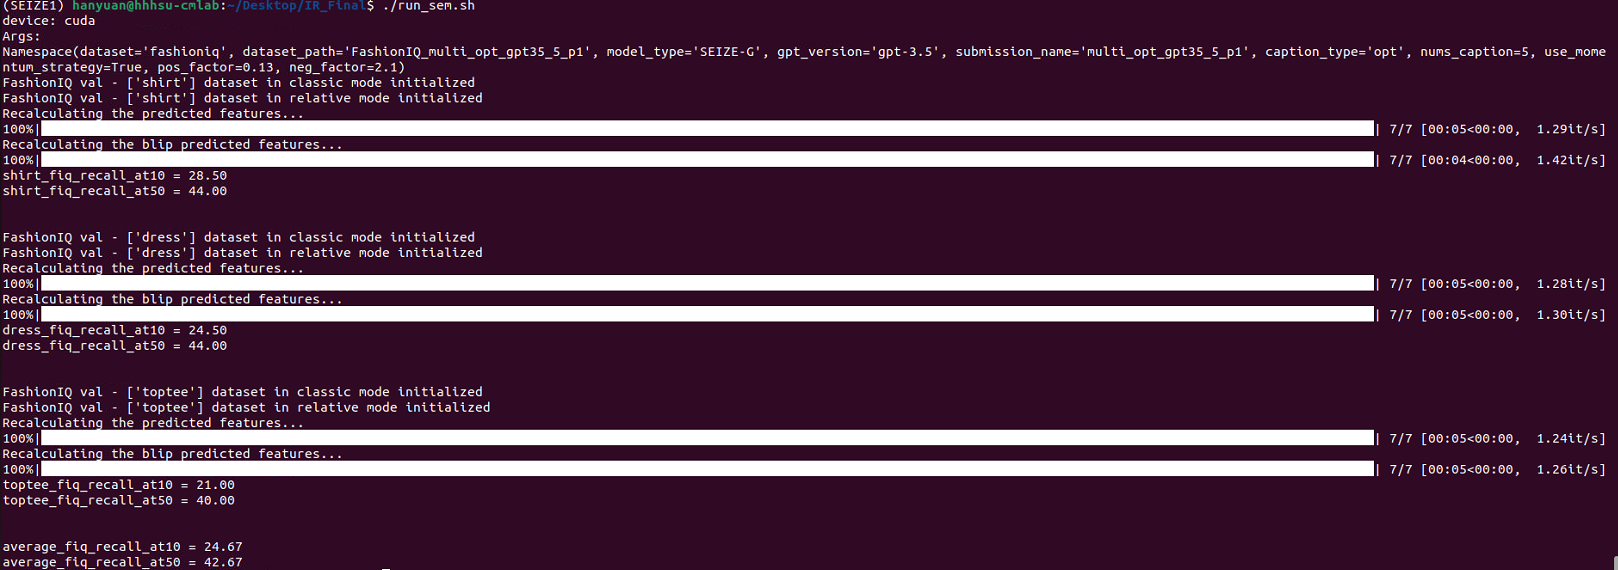 (SEIZE1) hanyuan@hhhsu-cmlab:~/Desktop/IR_Final$ ./run_sem.sh
device: cuda
Args:
Namespace(dataset='fashioniq', dataset_path='FashionIQ_multi_opt_gpt35_5_p1', model_type='SEIZE-G', gpt_version='gpt-3.5', submission_name='multi_opt_gpt35_5_p1', caption_type='opt', nums_caption=5, use_mome
ntum_strategy=True, pos_factor=0.13, neg_factor=2.1)
FashionIQ val - ['shirt'] dataset in classic mode initialized
FashionIQ val - ['shirt'] dataset in relative mode initialized
Recalculating the predicted features...
100%| | 7/7 [00:05<00:00, 1.29it/s]
Recalculating the blip predicted features...
100%| | 7/7 [00:04<00:00, 1.42it/s]
shirt_fiq_recall_at10 = 28.50
shirt_fiq_recall_at50 = 44.00
FashionIQ val - ['dress'] dataset in classic mode initialized
FashionIQ val - ['dress'] dataset in relative mode initialized
Recalculating the predicted features...
100%| | 7/7 [00:05<00:00, 1.28it/s]
Recalculating the blip predicted features...
100%| | 7/7 [00:05<00:00, 1.30it/s]
dress_fiq_recall_at10 = 24.50
dress_fiq_recall_at50 = 44.00
FashionIQ val - ['toptee'] dataset in classic mode initialized
FashionIQ val - ['toptee'] dataset in relative mode initialized
Recalculating the predicted features...
100%| | 7/7 [00:05<00:00, 1.24it/s]
Recalculating the blip predicted features...
100%| | 7/7 [00:05<00:00, 1.26it/s]
toptee_fiq_recall_at10 = 21.00
toptee_fiq_recall_at50 = 40.00
average_fiq_recall_at10 = 24.67
average_fiq_recall_at50 = 42.67